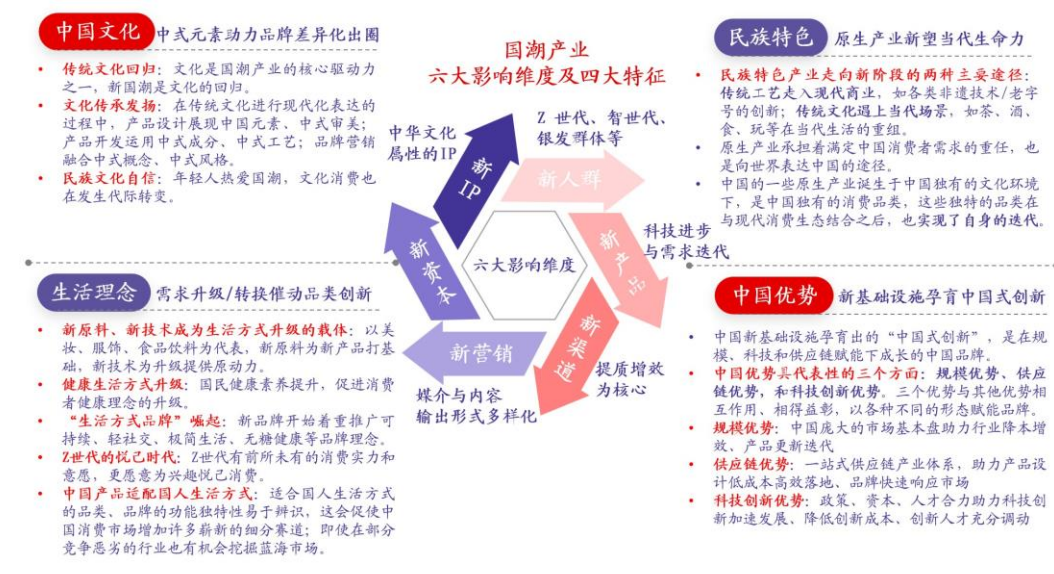 中国文化 中式元素动力品牌差异化出圈
• 传统文化回归：文化是国潮产业的核心驱动力
之一，新国潮是文化的回归。
• 文化传承发扬：在传统文化进行现代化表达的
过程中，产品设计展现中国元素、中式审美；
产品开发运用中式成分、中式工艺；品牌营销
融合中式概念、中式风格。
• 民族文化自信：年轻人热爱国潮，文化消费也
在发生代际转变。
生活理念 需求升级/转换催动品类创新
• 新原料、新技术成为生活方式升级的载体：以美
妆、服饰、食品饮料为代表，新原料为新产品打基
础，新技术为升级提供原动力。
• 健康生活方式升级：国民健康素养提升，促进消费
者健康理念的升级。
• “生活方式品牌”崛起：新品牌开始着重推广可
持续、轻社交、极简生活、无糖健康等品牌理念。
• Z世代的悦己时代：Z世代有前所未有的消费实力和
意愿，更愿意为兴趣悦己消费。
• 中国产品适配国人生活方式：适合国人生活方式
的品类、品牌的功能独特性易于辨识，这会促使中
国消费市场增加许多崭新的细分赛道；即使在部分
竞争恶劣的行业也有机会挖掘蓝海市场。
国潮产业
六大影响维度及四大特征
中华文化
属性的IP
新IP
Z 世代、智世代、
银发群体等
新人群
新产品
科技进步
与需求迭代
新资本
六大影响维度
新营销
新渠道
提质增效
为核心
媒介与内容
输出形式多样化
民族特色 原生产业新塑当代生命力
• 民族特色产业走向新阶段的两种主要途径：
传统工艺走入现代商业，如各类非遗技术/老字
号的创新；传统文化遇上当代场景，如茶、酒、
食、玩等在当代生活的重组。
• 原生产业承担着满足中国消费者需求的重任，也
是向世界表达中国的途径。
• 中国的一些原生产业诞生于中国独有的文化环境
下，是中国独有的消费品类，这些独特的品类在
与现代消费生态结合之后，也实现了自身的迭代。
中国优势 新基础设施孕育中国式创新
• 中国新基础设施孕育出的“中国式创新”，是在规
模、科技和供应链赋能下成长的中国品牌。
• 中国优势具代表性的三个方面：规模优势、供应
链优势，和科技创新优势。三个优势与其他优势相
互作用、相得益彰，以各种不同的形态赋能品牌。
• 规模优势：中国庞大的市场基本盘助力行业降本增
效、产品更新迭代
• 供应链优势：一站式供应链产业体系，助力产品设
计低成本高效落地、品牌快速响应市场
• 科技创新优势：政策、资本、人才合力助力科技创
新加速发展、降低创新成本、创新人才充分调动